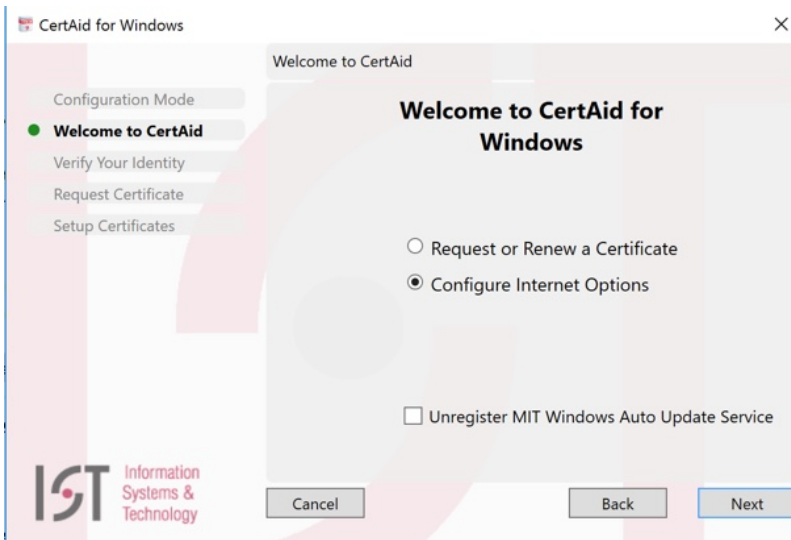 CertAid for Windows
Welcome to CertAid
Configuration Mode
Welcome to CertAid
Verify Your Identity
Request Certificate
Setup Certificates
Welcome to CertAid for
Windows
Request or Renew a Certificate
Configure Internet Options
Unregister MIT Windows Auto Update Service
IST
Information
Systems &
Technology
Cancel
Back
Next